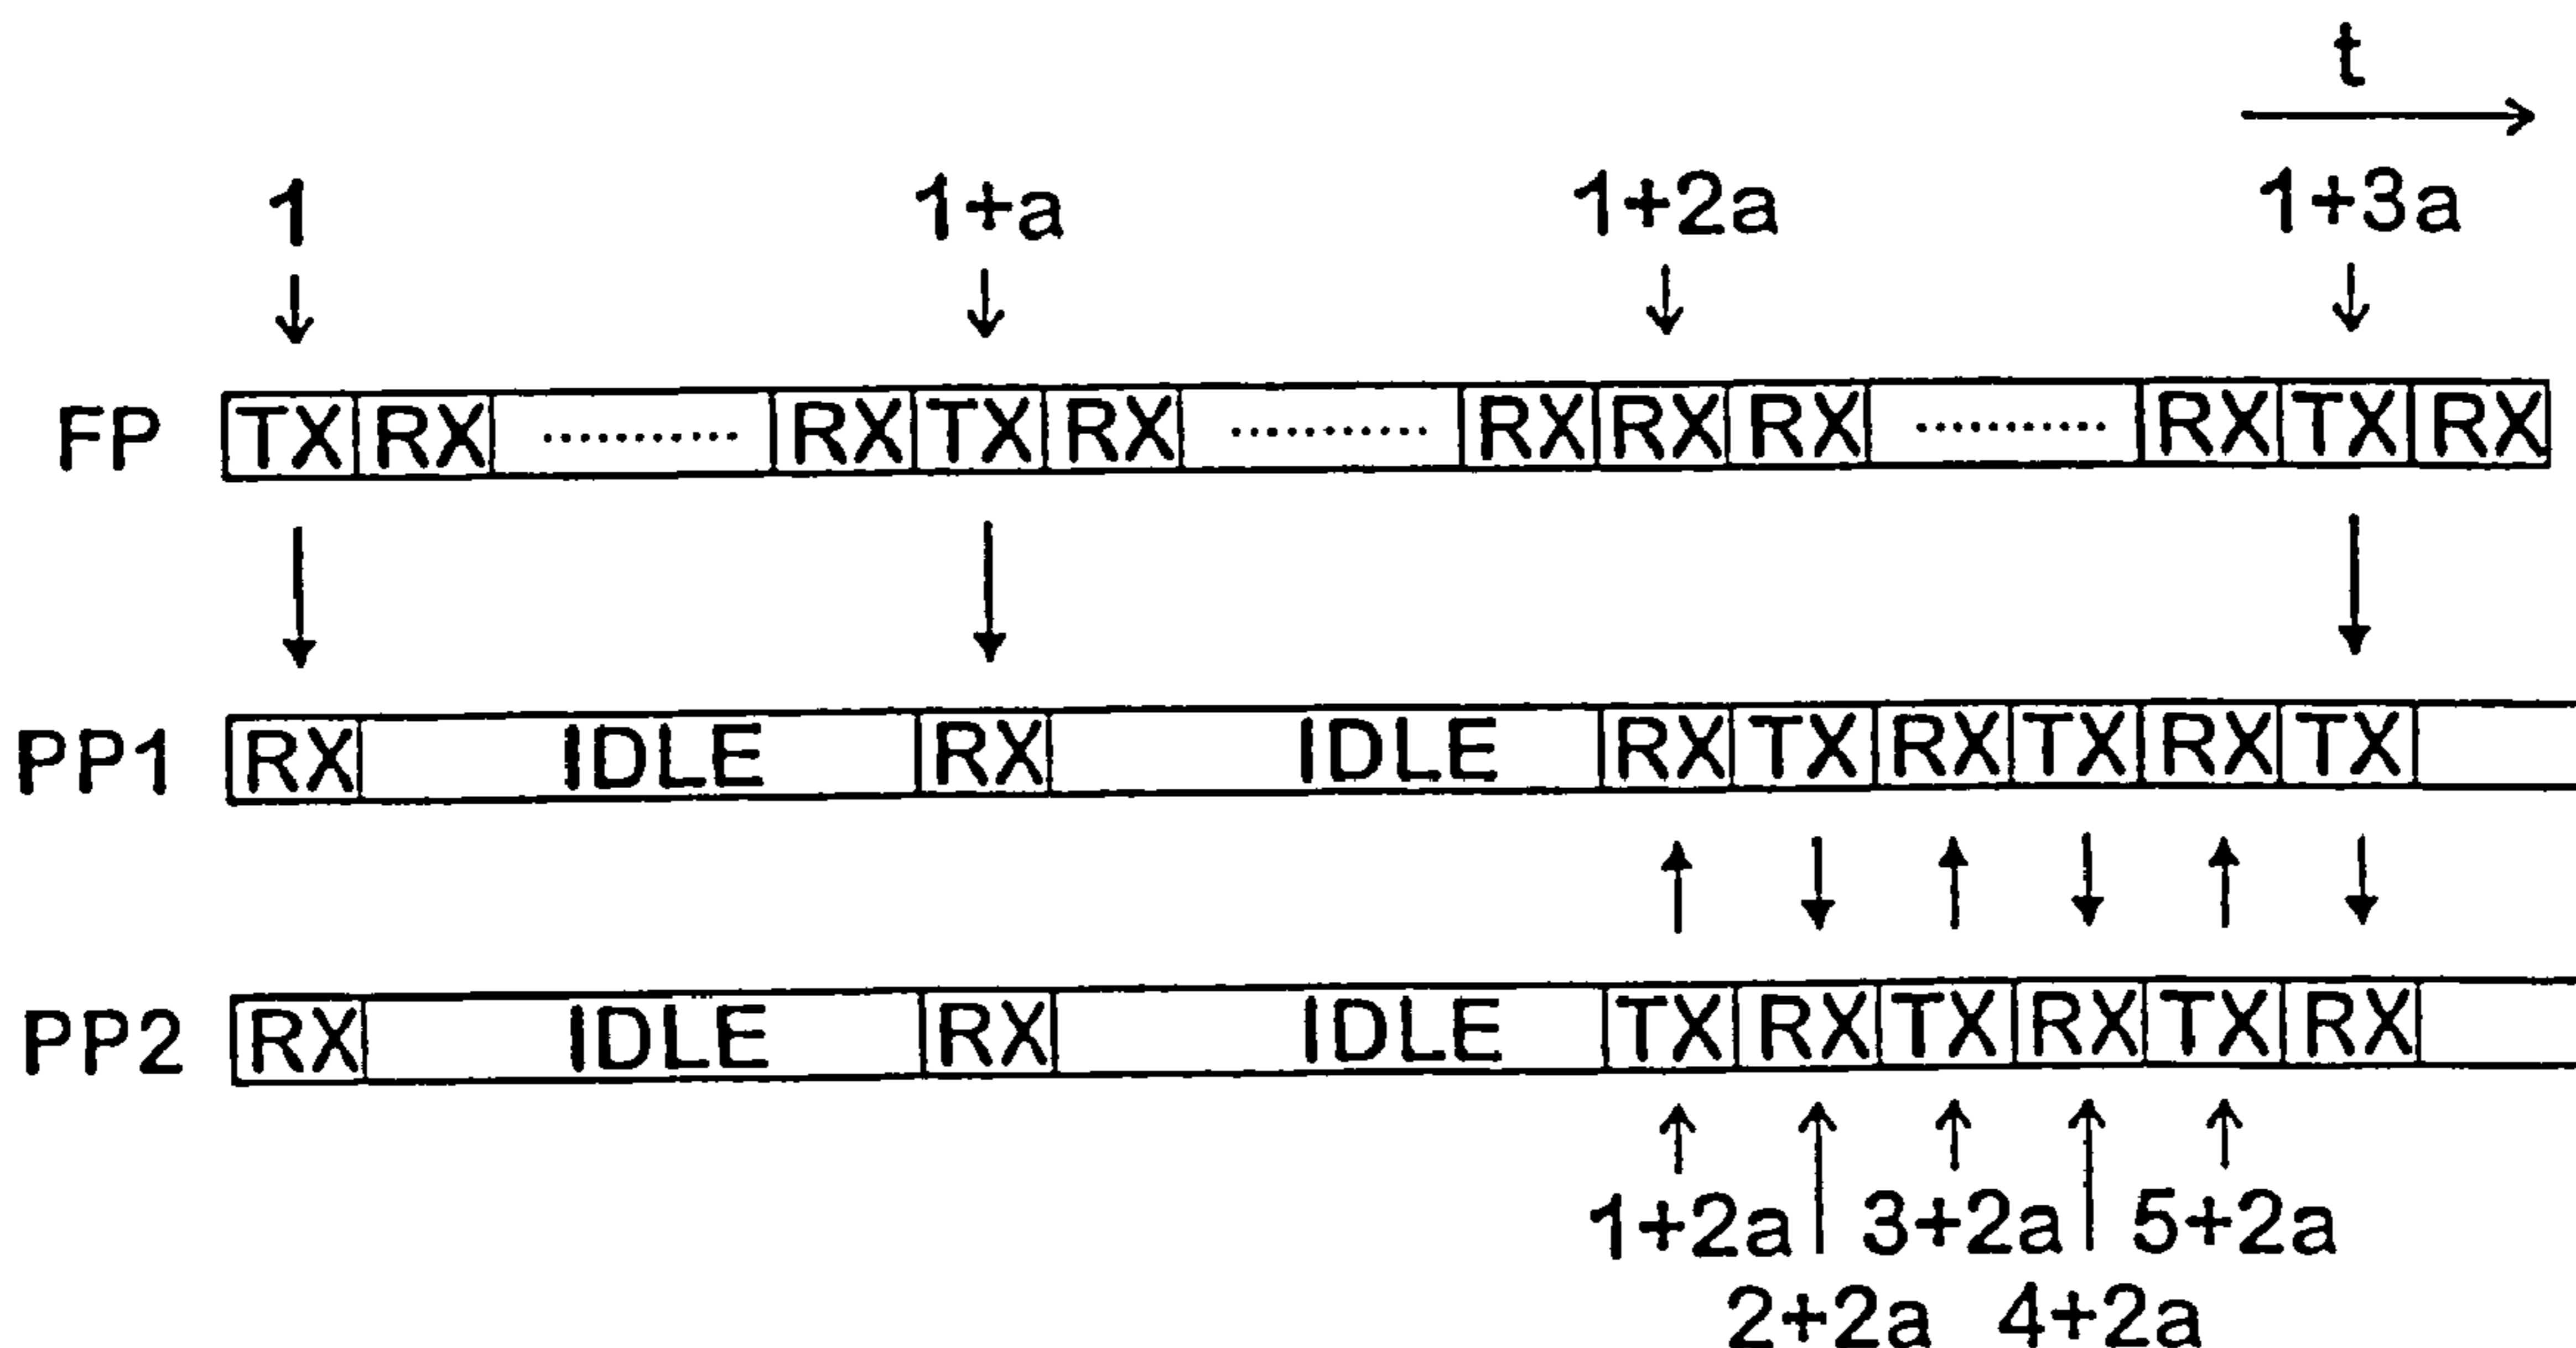 t
1 1+a 1+2a 1+3a
FP TX RX ........... RX TX RX ........... RX RX RX ........... RX TX RX
PP1 RX IDLE RX IDLE RX TX RX TX RX TX
PP2 RX IDLE RX IDLE TX RX TX RX TX RX
1+2a 3+2a 5+2a
2+2a 4+2a